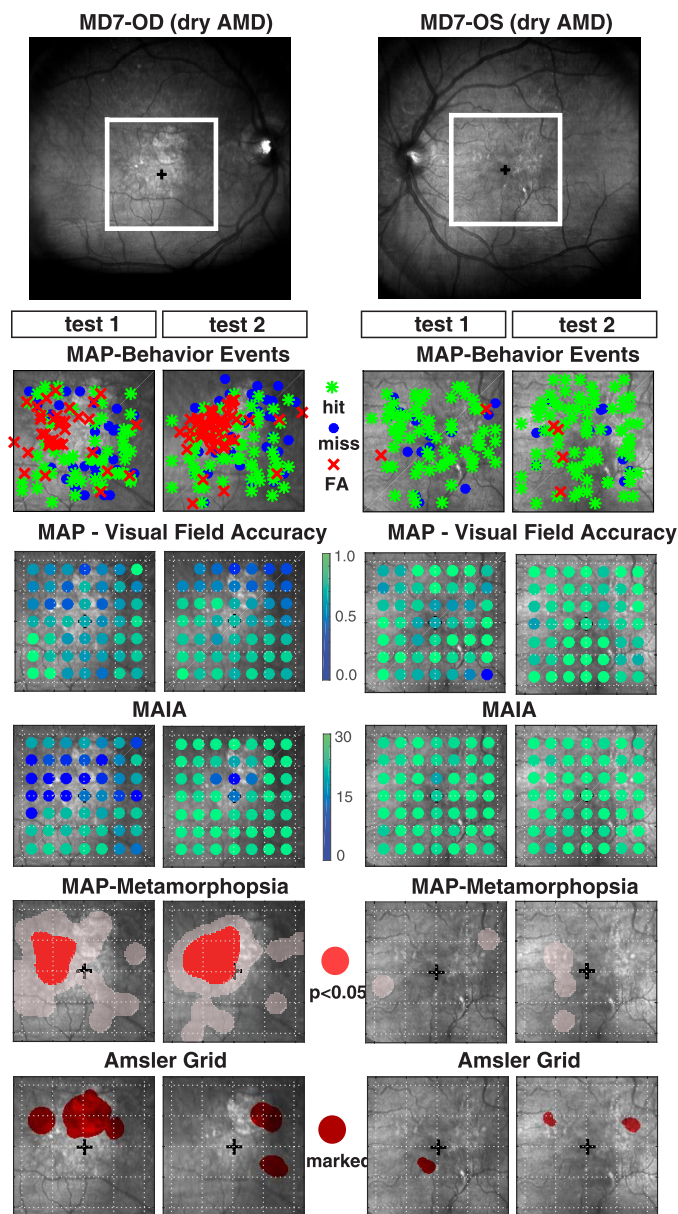 MD7-OD (dry AMD)
MD7-OS (dry AMD)
test 1
test 2
test 1
test 2
MAP-Behavior Events
MAP-Behavior Events
hit
miss
FA
MAP - Visual Field Accuracy
MAP - Visual Field Accuracy
1.0
0.5
0.0
MAIA
MAIA
30
15
0
MAP-Metamorphopsia
MAP-Metamorphopsia
p<0.05
Amsler Grid
Amsler Grid
marked